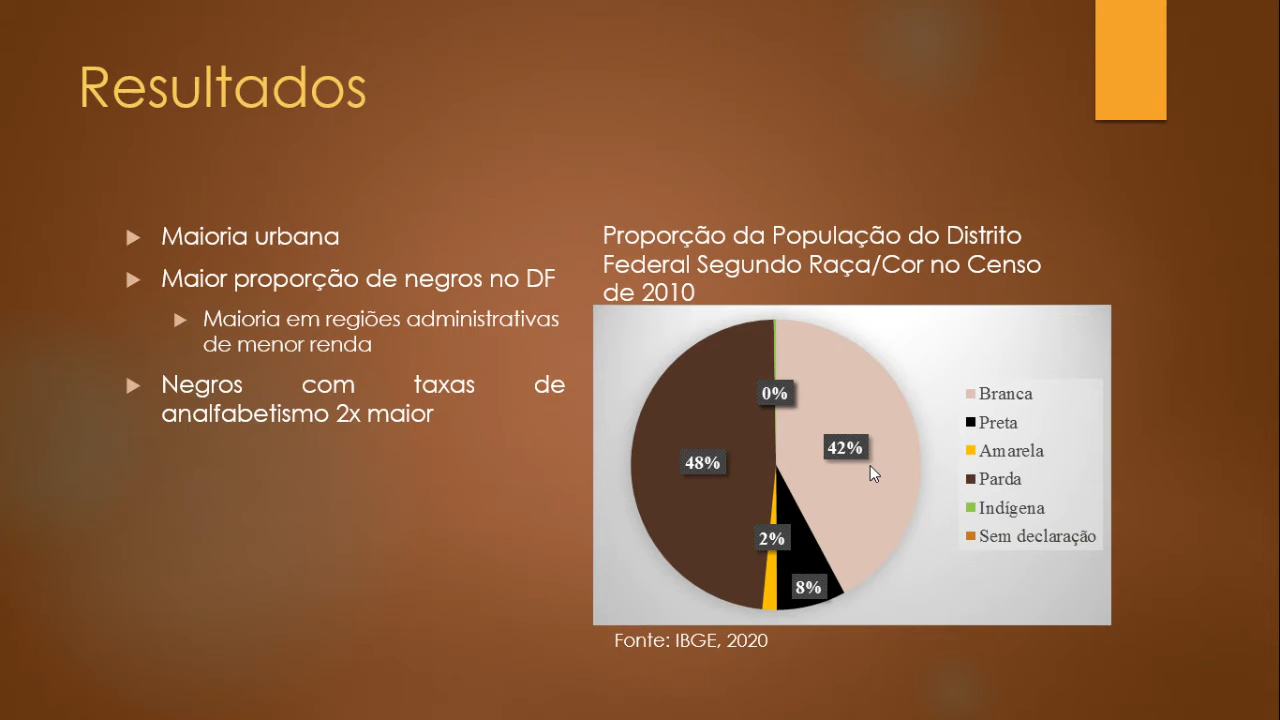 Resultados
Maioria urbana
Maior proporção de negros no DF
Maioria em regiões administrativas
de menor renda
Negros com taxas de
analfabetismo 2x maior
Proporção da População do Distrito
Federal Segundo Raça/Cor no Censo
de 2010
0%
42%
48%
2%
8%
Branca
Preta
Amarela
Parda
Indígena
Sem declaração
Fonte: IBGE, 2020